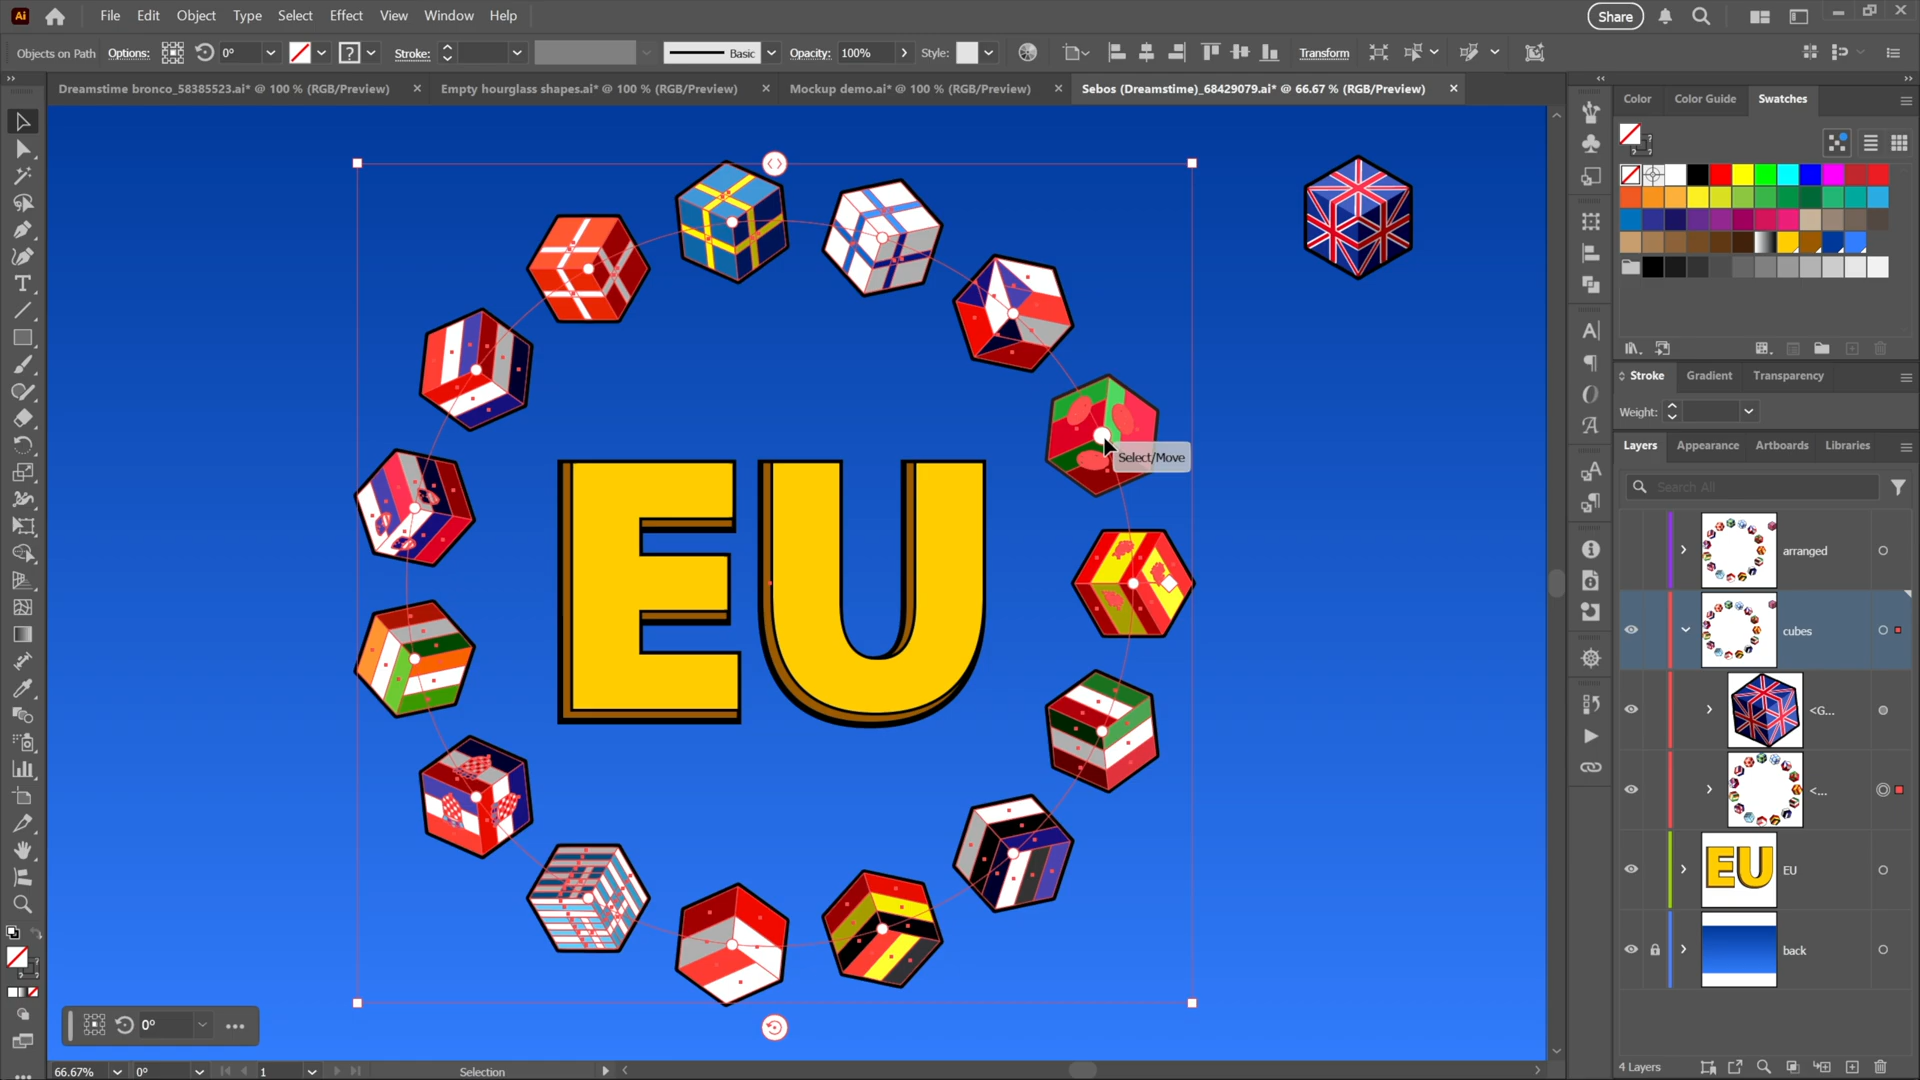 Ai File Edit Object Type Select Effect View Window Help Share
Objects on Path Options: 0° ? Stroke: Basic Opacity: 100% Style: Transform
Dreamstime bronco_58385523.ai* @ 100 % (RGB/Preview) Empty hourglass shapes.ai* @ 100 % (RGB/Preview) Mockup demo.ai* @ 100 % (RGB/Preview) Sebos (Dreamstime)_68429079.ai* @ 66.67 % (RGB/Preview)
Color Color Guide Swatches
Stroke Gradient Transparency
Weight:
Layers Appearance Artboards Libraries
Search All
arranged
cubes
<G...
<...
EU
back
4 Layers
EU
Select/Move
0°
66.67% 0° 1 Selection